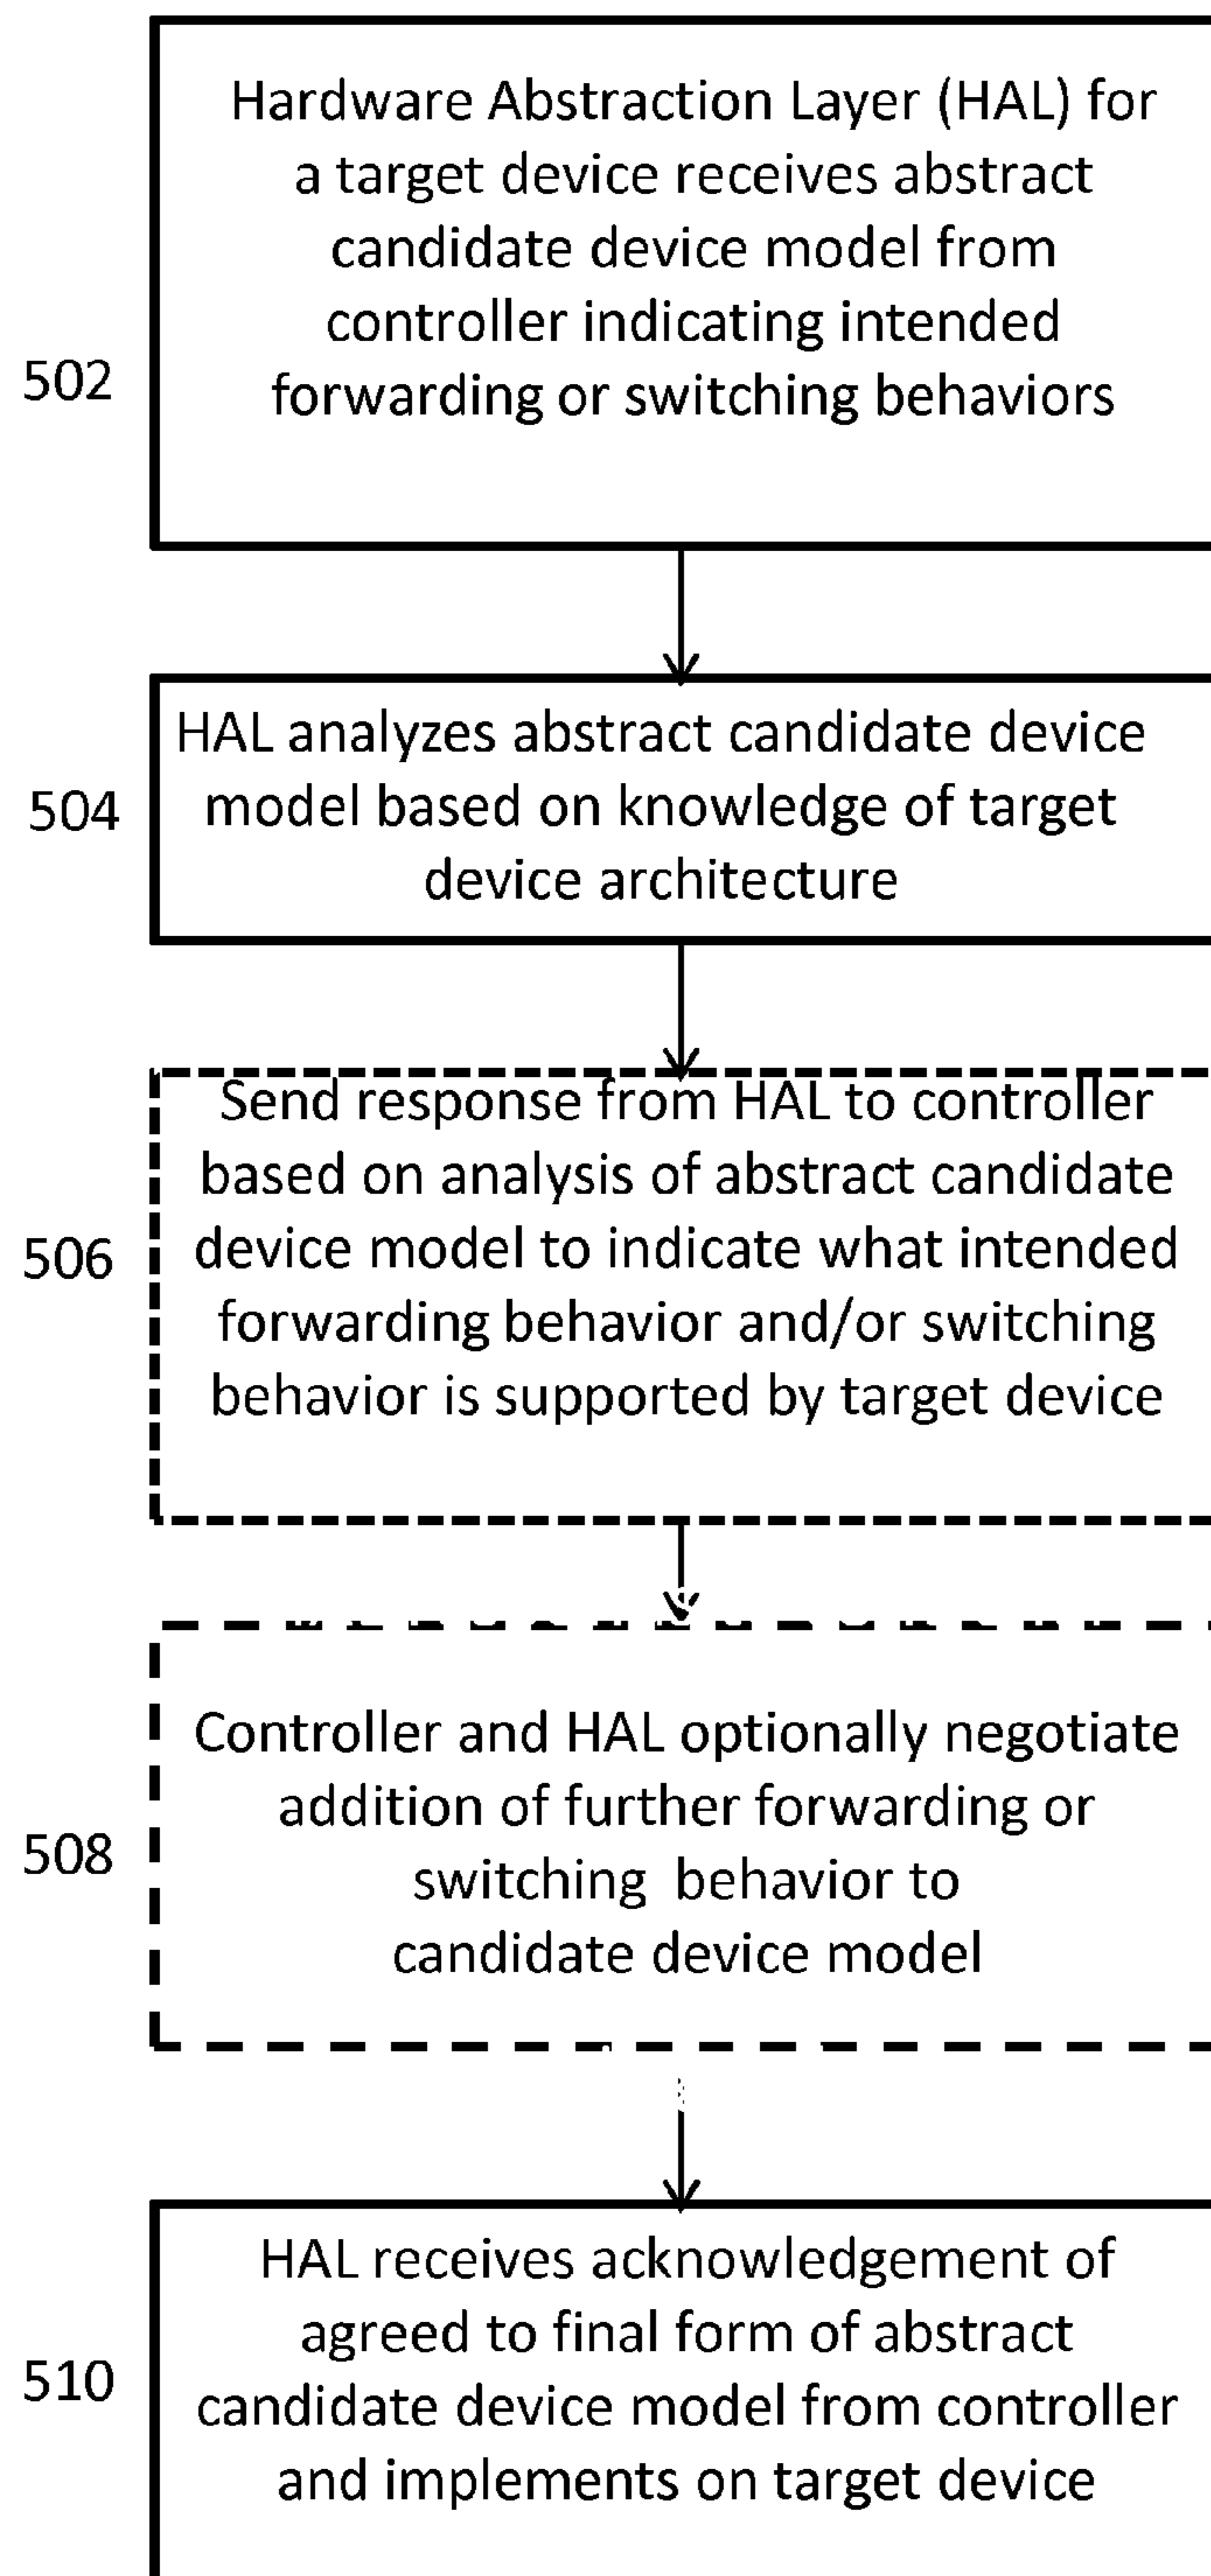 Hardware Abstraction Layer (HAL) for
a target device receives abstract
candidate device model from
controller indicating intended
502
forwarding or switching behaviors
HAL analyzes abstract candidate device
504
model based on knowledge of target
device architecture
Send response from HAL to controller
based on analysis of abstract candidate
506
device model to indicate what intended
forwarding behavior and/or switching
behavior is supported by target device
Controller and HAL optionally negotiate
addition of further forwarding or
508
switching behavior to
candidate device model
HAL receives acknowledgement of
agreed to final form of abstract
510
candidate device model from controller
and implements on target device